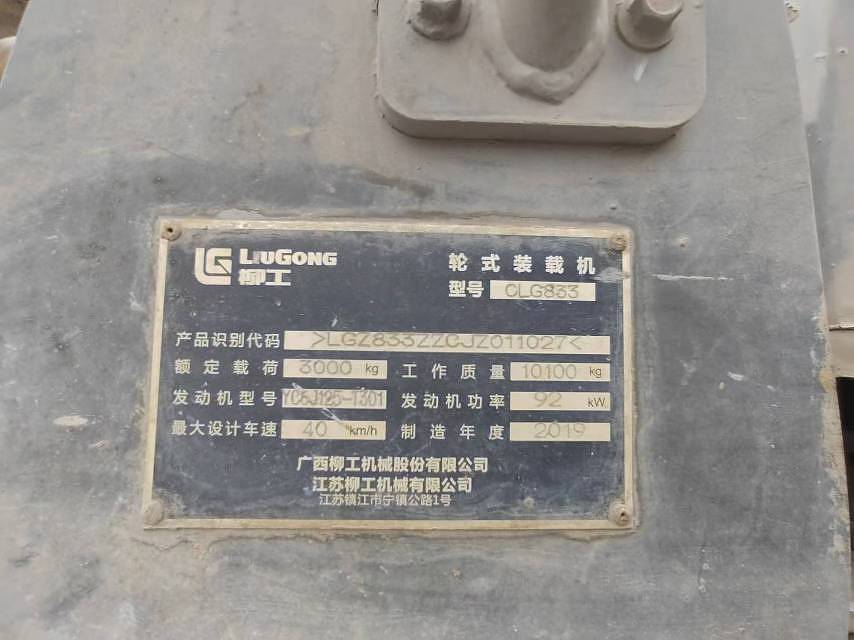 LIUGONG
柳工
轮式装载机
型号 CLG833
产品识别代码 >LGZ833ZZCJZ011027<
额定载荷 3000 kg 工作质量 10100 kg
发动机型号 YC6J125-T301 发动机功率 92 kW
最大设计车速 40 km/h 制造年度 2019
广西柳工机械股份有限公司
江苏柳工机械有限公司
江苏镇江市宁镇公路1号